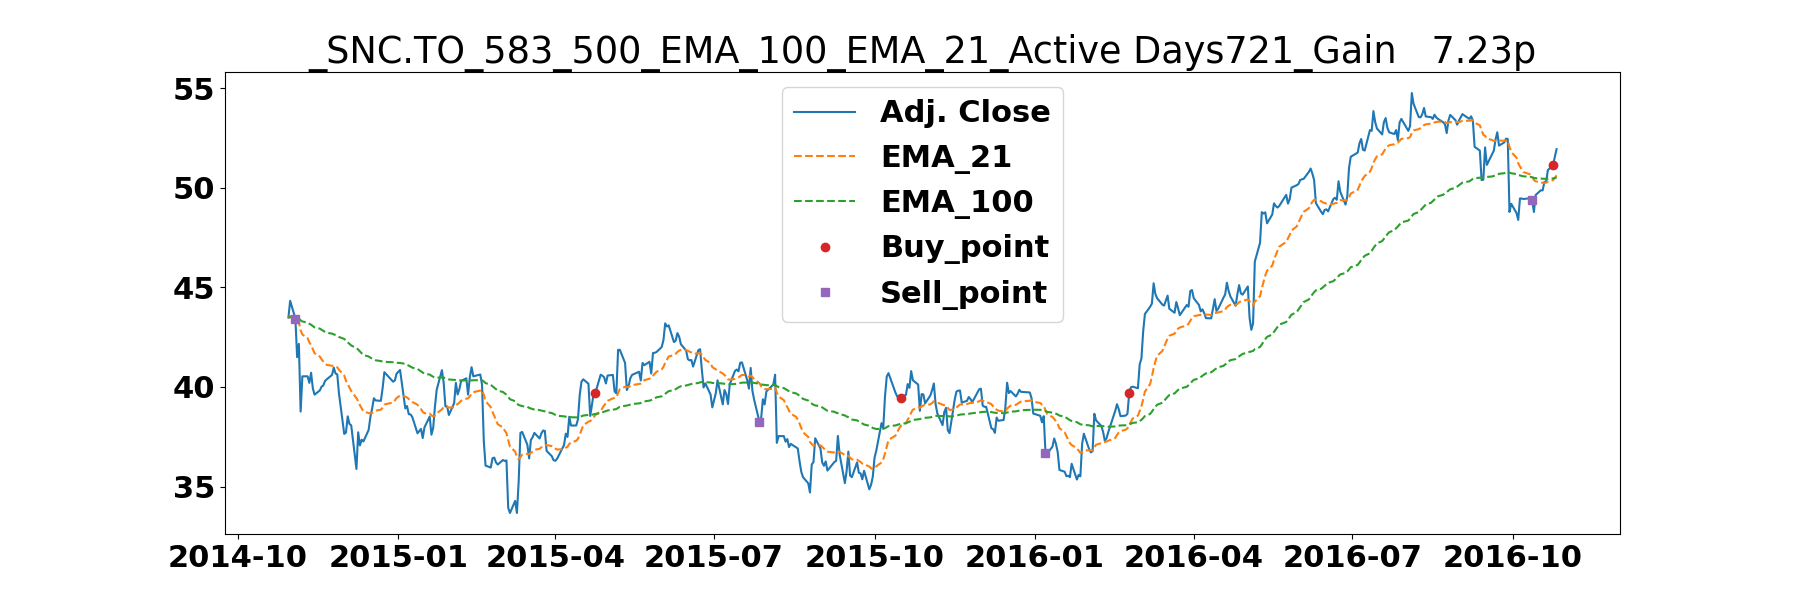 _SNC.TO_583_500_EMA_100_EMA_21_Active Days721_Gain   7.23p
55
50
45
40
35
Adj. Close
EMA_21
EMA_100
Buy_point
Sell_point
2014-10 2015-01 2015-04 2015-07 2015-10 2016-01 2016-04 2016-07 2016-10